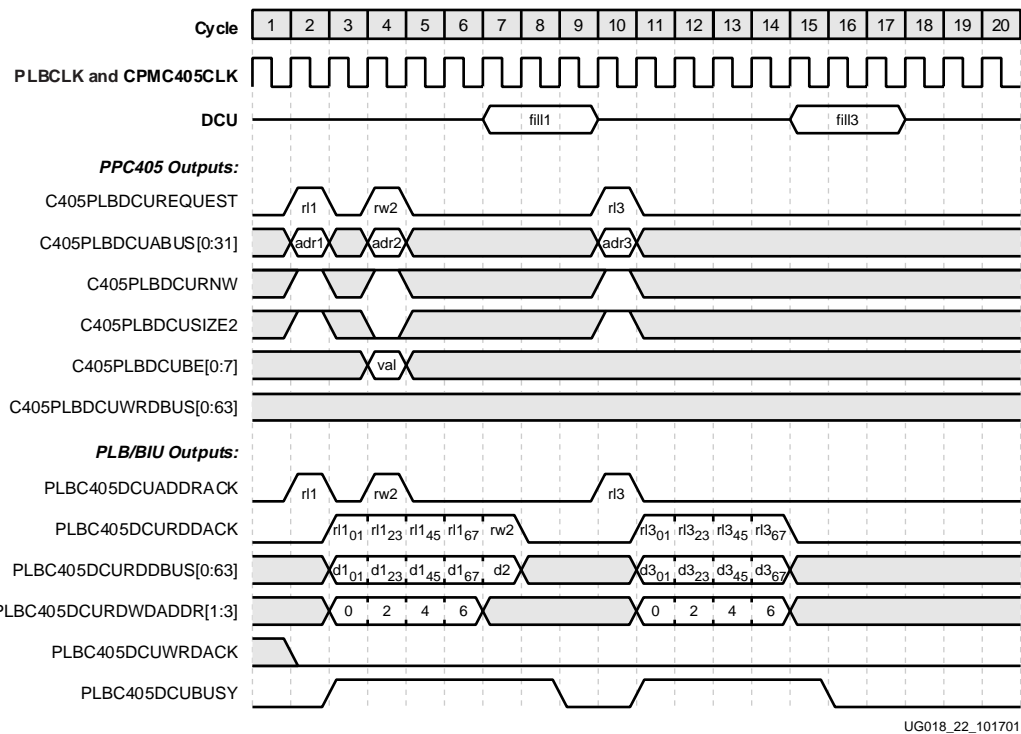 Cycle 1 2 3 4 5 6 7 8 9 10 11 12 13 14 15 16 17 18 19 20
PLBCLK and CPMC405CLK
DCU fill1 fill3
PPC405 Outputs:
C405PLBDCUREQUEST rl1 rw2 rl3
C405PLBDCUABUS[0:31] adr1 adr2 adr3
C405PLBDCURNW
C405PLBDCUSIZE2
C405PLBDCUBE[0:7] val
C405PLBDCUWRDBUS[0:63]
PLB/BIU Outputs:
PLBC405DCUADDRACK rl1 rw2 rl3
PLBC405DCURDDACK rl1₀₁ rl1₂₃ rl1₄₅ rl1₆₇ rw2 rl3₀₁ rl3₂₃ rl3₄₅ rl3₆₇
PLBC405DCURDDBUS[0:63] d1₀₁ d1₂₃ d1₄₅ d1₆₇ d2 d3₀₁ d3₂₃ d3₄₅ d3₆₇
PLBC405DCURDWDADDR[1:3] 0 2 4 6 0 2 4 6
PLBC405DCUWRDACK
PLBC405DCUBUSY
UG018_22_101701